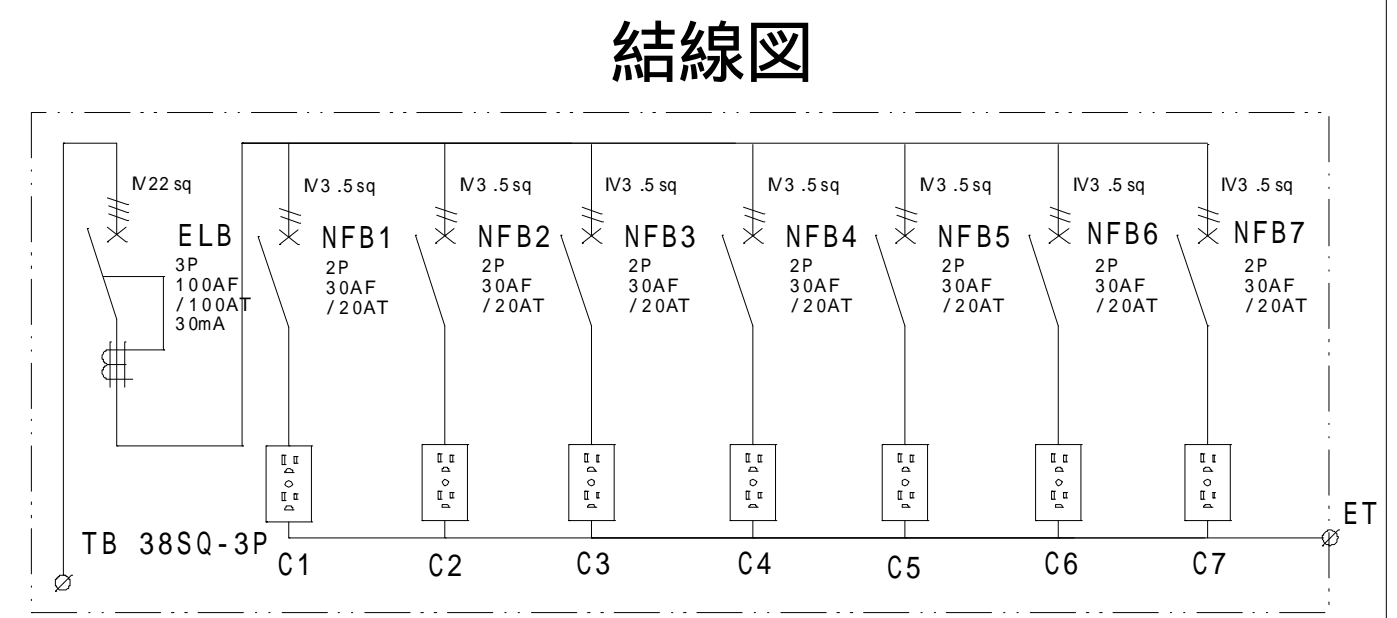 結線図
IV22sq
ELB
3P
100AF
/100AT
30mA
IV3.5sq
NFB1
2P
30AF
/20AT
IV3.5sq
NFB2
2P
30AF
/20AT
IV3.5sq
NFB3
2P
30AF
/20AT
IV3.5sq
NFB4
2P
30AF
/20AT
IV3.5sq
NFB5
2P
30AF
/20AT
IV3.5sq
NFB6
2P
30AF
/20AT
IV3.5sq
NFB7
2P
30AF
/20AT
TB 38SQ-3P
C1
C2
C3
C4
C5
C6
C7
ET